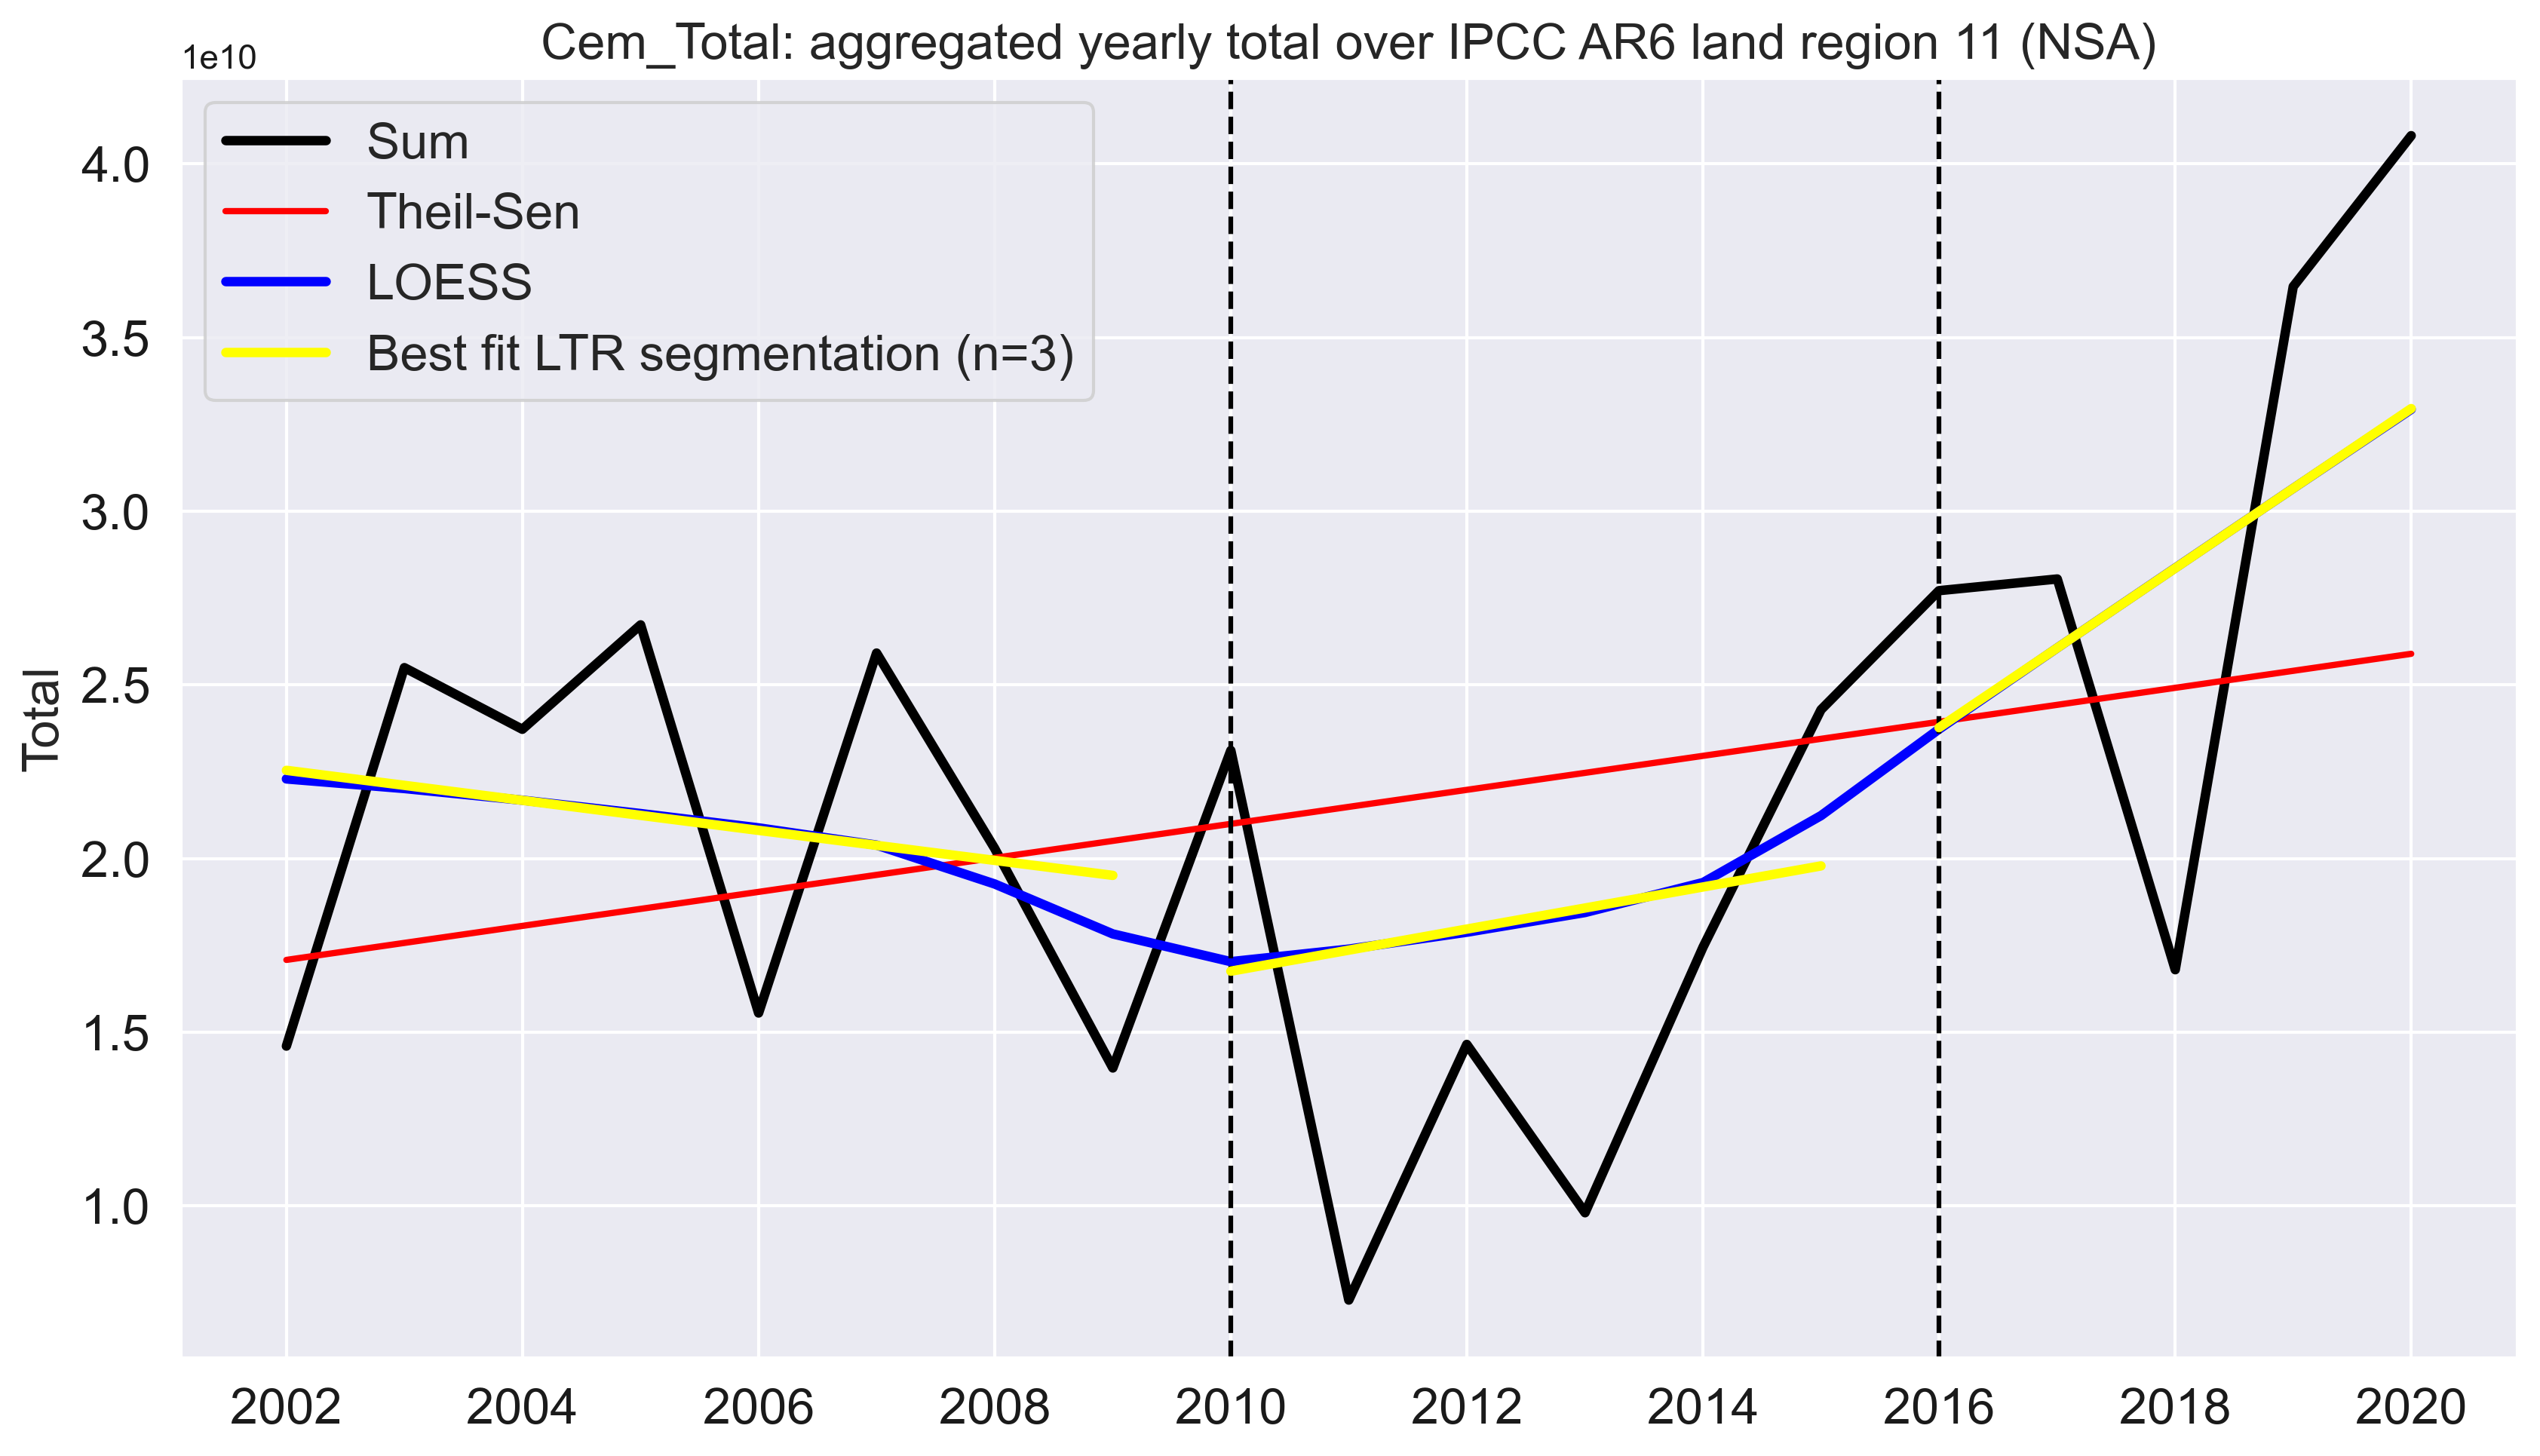 Cem_Total: aggregated yearly total over IPCC AR6 land region 11 (NSA)
1e10
Sum
Theil-Sen
LOESS
Best fit LTR segmentation (n=3)
4.0
3.5
3.0
2.5
2.0
1.5
1.0
Total
2002 2004 2006 2008 2010 2012 2014 2016 2018 2020